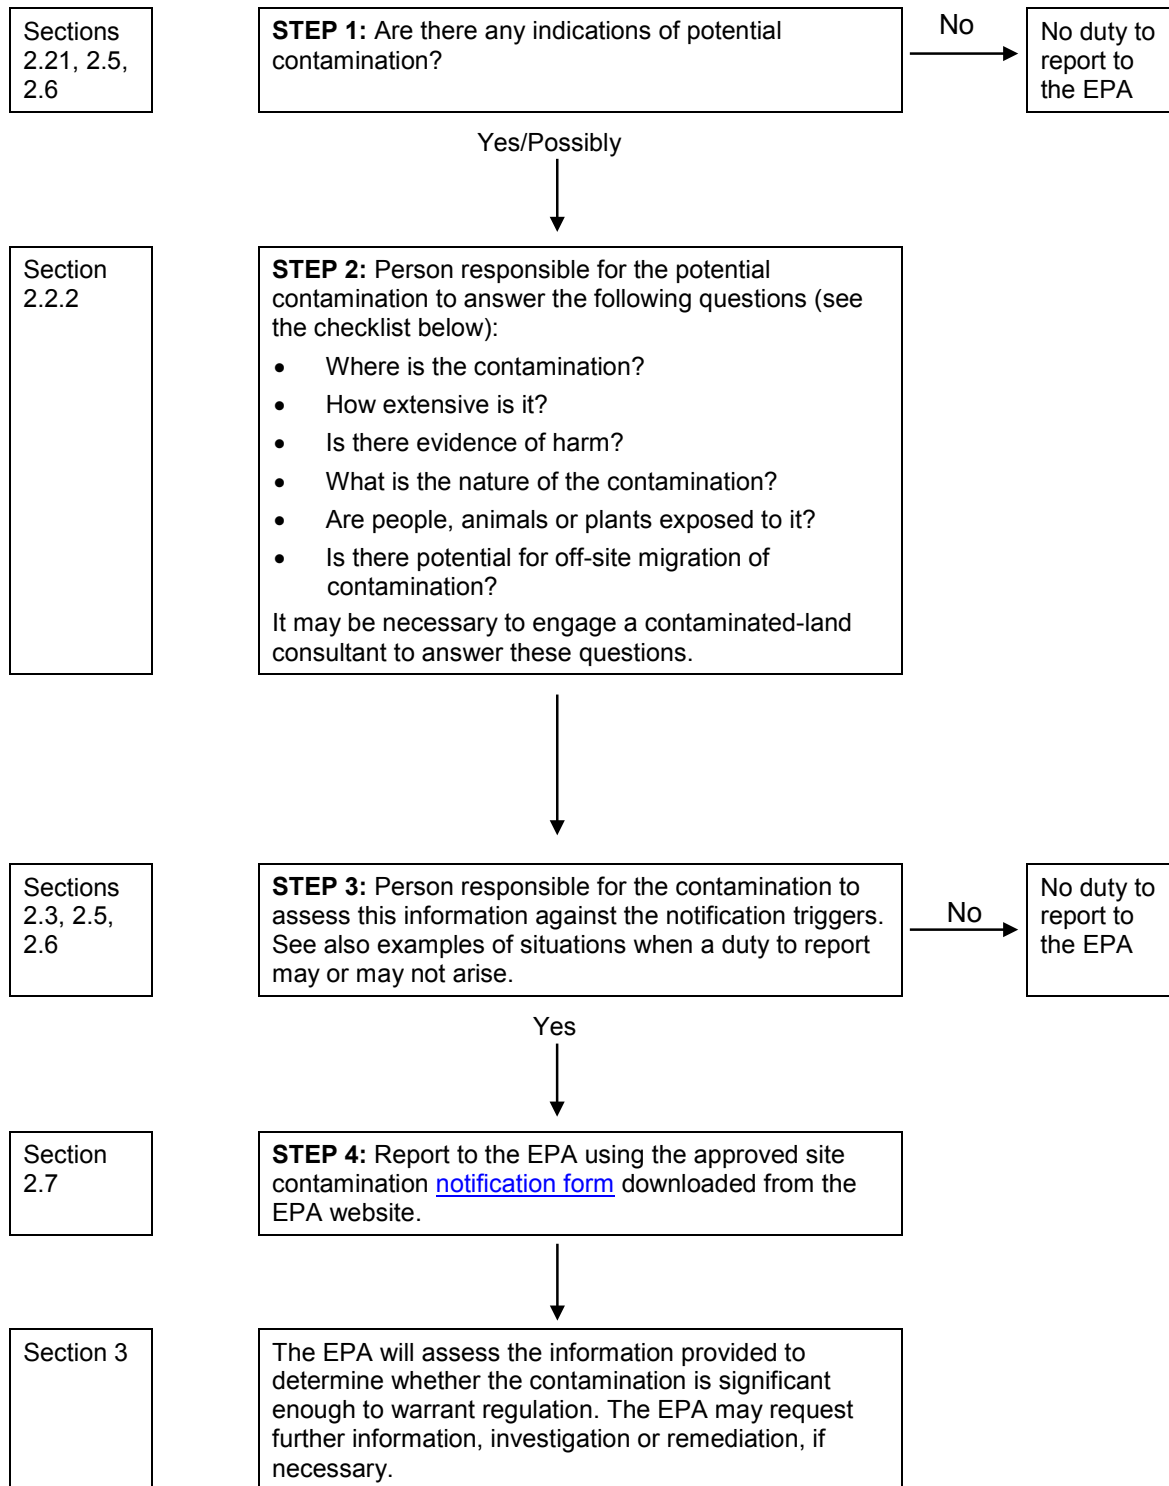 Sections
2.21, 2.5,
2.6
STEP 1: Are there any indications of potential
contamination?
No
No duty to
report to
the EPA
Yes/Possibly
Section
2.2.2
STEP 2: Person responsible for the potential
contamination to answer the following questions (see
the checklist below):
• Where is the contamination?
• How extensive is it?
• Is there evidence of harm?
• What is the nature of the contamination?
• Are people, animals or plants exposed to it?
• Is there potential for off-site migration of
contamination?
It may be necessary to engage a contaminated-land
consultant to answer these questions.
Sections
2.3, 2.5,
2.6
STEP 3: Person responsible for the contamination to
assess this information against the notification triggers.
See also examples of situations when a duty to report
may or may not arise.
No
No duty to
report to
the EPA
Yes
Section
2.7
STEP 4: Report to the EPA using the approved site
contamination notification form downloaded from the
EPA website.
Section 3
The EPA will assess the information provided to
determine whether the contamination is significant
enough to warrant regulation. The EPA may request
further information, investigation or remediation, if
necessary.